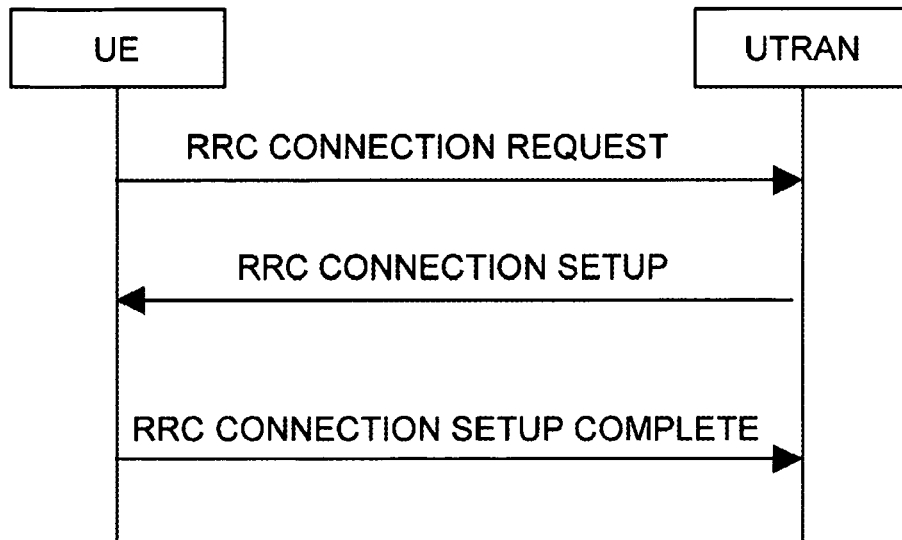 UE
UTRAN
RRC CONNECTION REQUEST
RRC CONNECTION SETUP
RRC CONNECTION SETUP COMPLETE